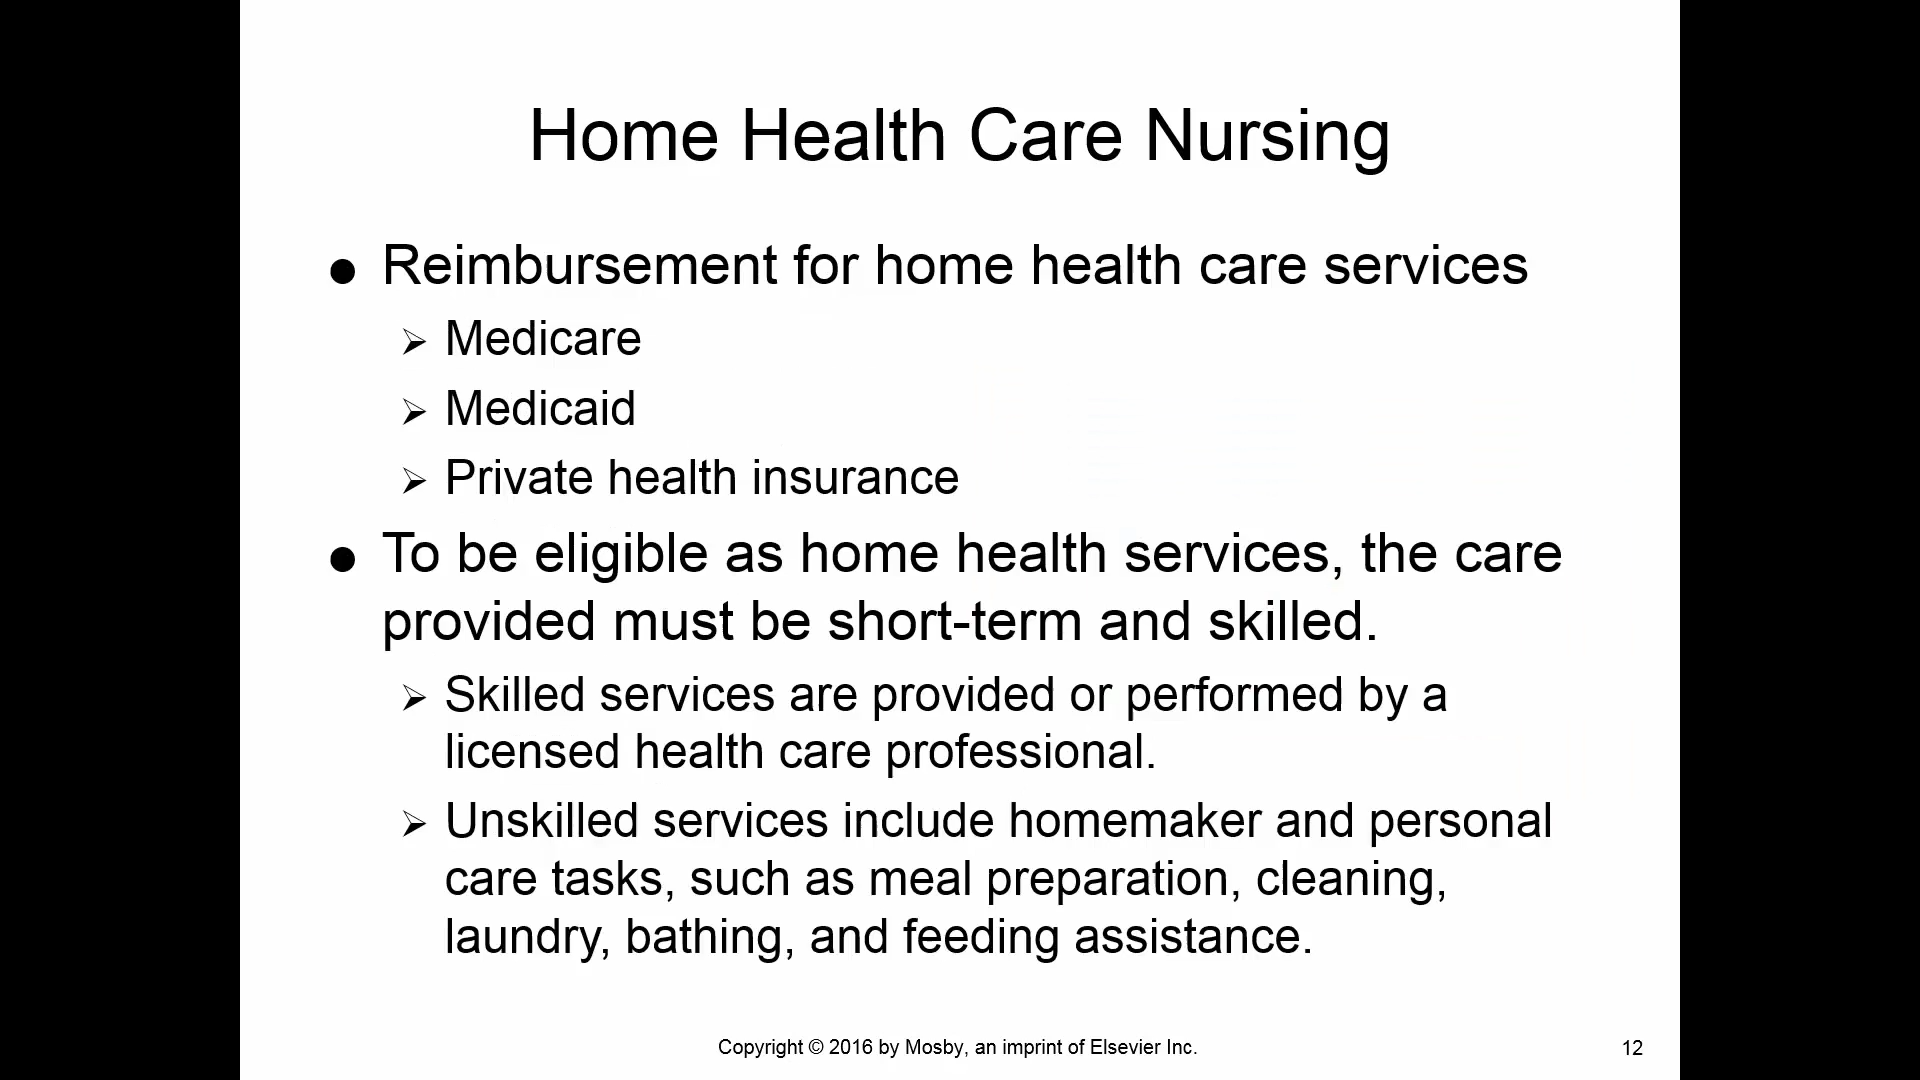 Home Health Care Nursing
● Reimbursement for home health care services
➢ Medicare
➢ Medicaid
➢ Private health insurance
● To be eligible as home health services, the care
provided must be short-term and skilled.
➢ Skilled services are provided or performed by a
licensed health care professional.
➢ Unskilled services include homemaker and personal
care tasks, such as meal preparation, cleaning,
laundry, bathing, and feeding assistance.
Copyright © 2016 by Mosby, an imprint of Elsevier Inc.
12